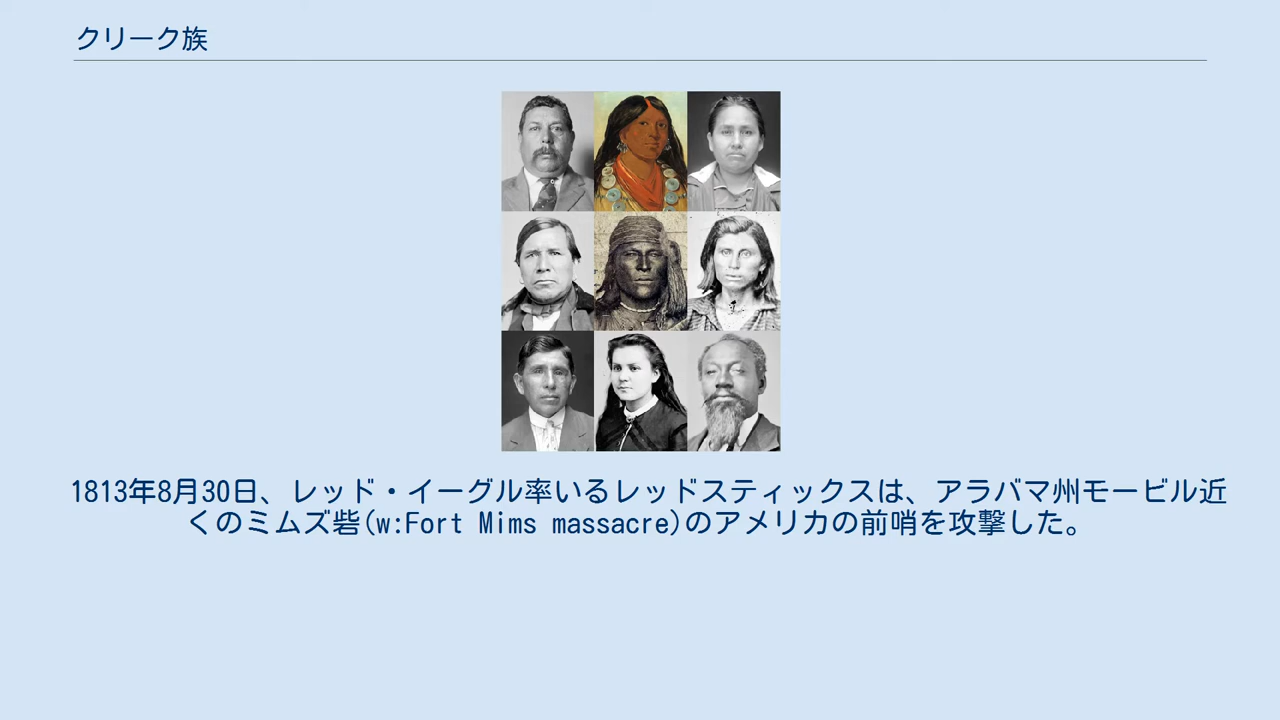 クリーク族
1813年8月30日、レッド・イーグル率いるレッドスティックスは、アラバマ州モービル近
くのミムズ砦(w:Fort Mims massacre)のアメリカの前哨を攻撃した。